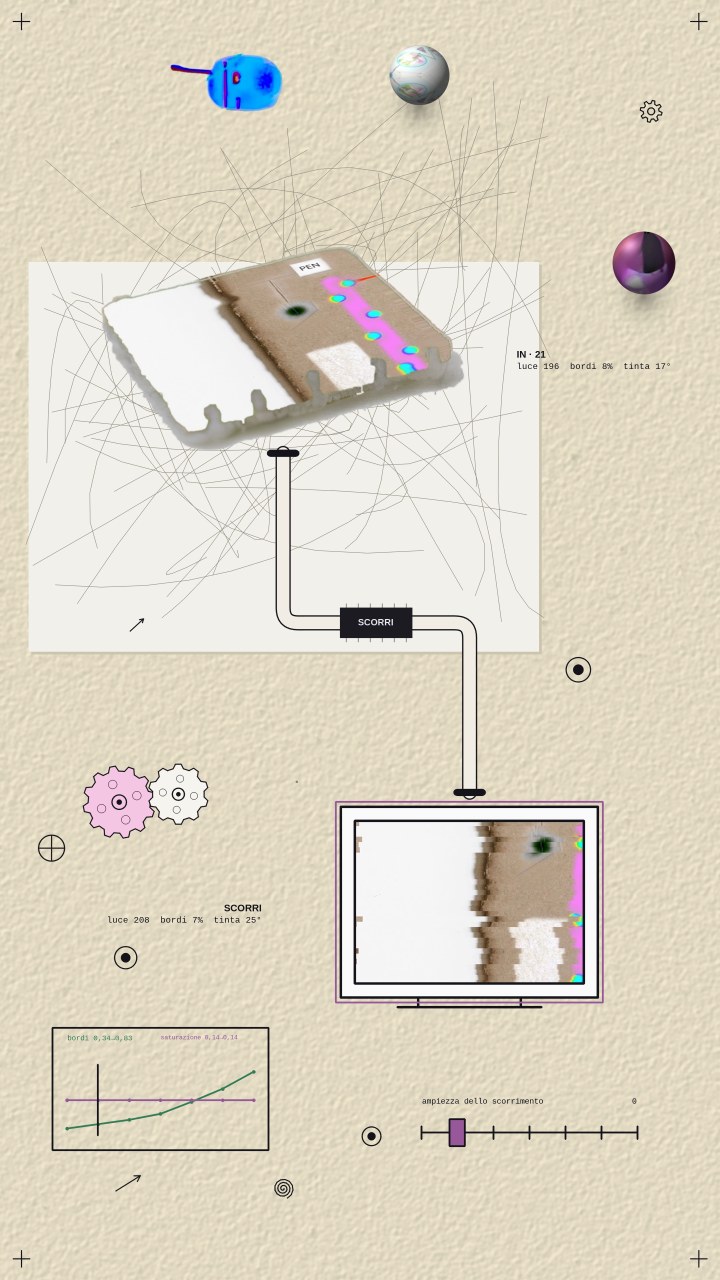 PEN
IN · 21
luce 196  bordi 8%  tinta 17°
SCORRI
SCORRI
luce 208  bordi 7%  tinta 25°
bordi 0,34→0,83  saturazione 0,14→0,14
ampiezza dello scorrimento  0